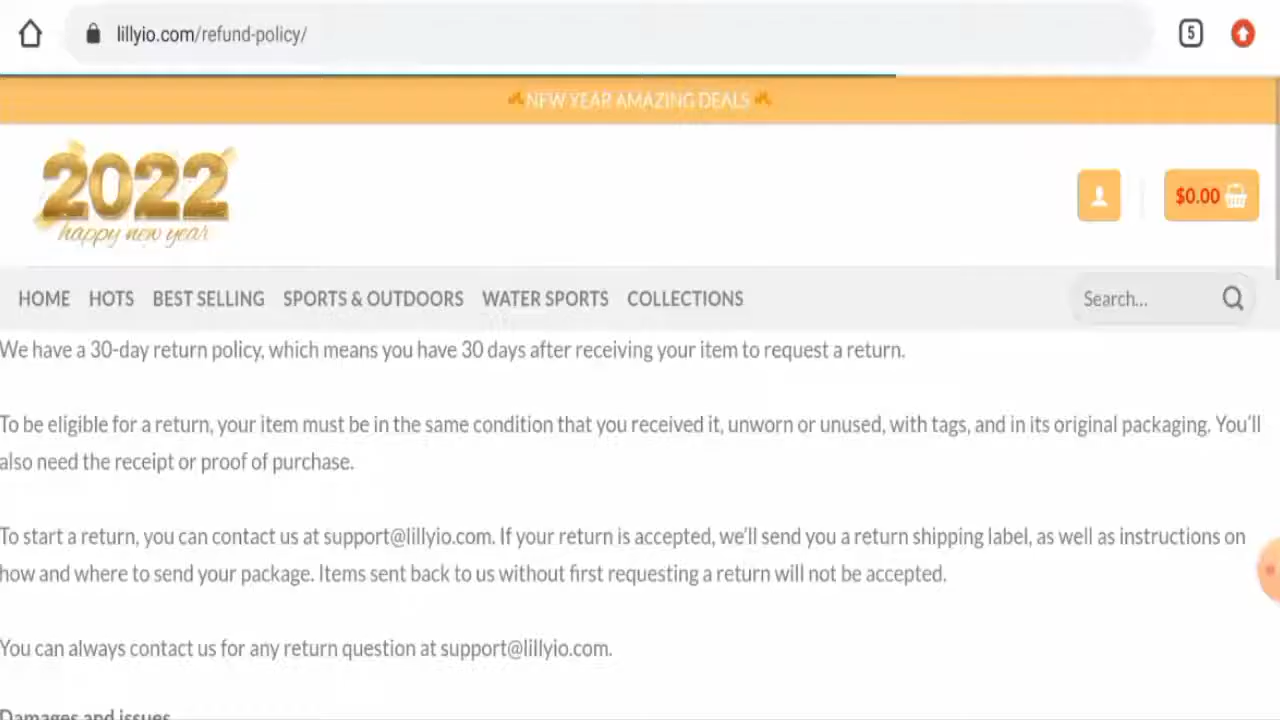 lillyio.com/refund-policy/
5
NEW YEAR AMAZING DEALS
2022
happy new year
$0.00
HOME HOTS BEST SELLING SPORTS & OUTDOORS WATER SPORTS COLLECTIONS Search...
We have a 30-day return policy, which means you have 30 days after receiving your item to request a return.
To be eligible for a return, your item must be in the same condition that you received it, unworn or unused, with tags, and in its original packaging. You'll
also need the receipt or proof of purchase.
To start a return, you can contact us at support@lillyio.com. If your return is accepted, we'll send you a return shipping label, as well as instructions on
how and where to send your package. Items sent back to us without first requesting a return will not be accepted.
You can always contact us for any return question at support@lillyio.com.
Damages and issues